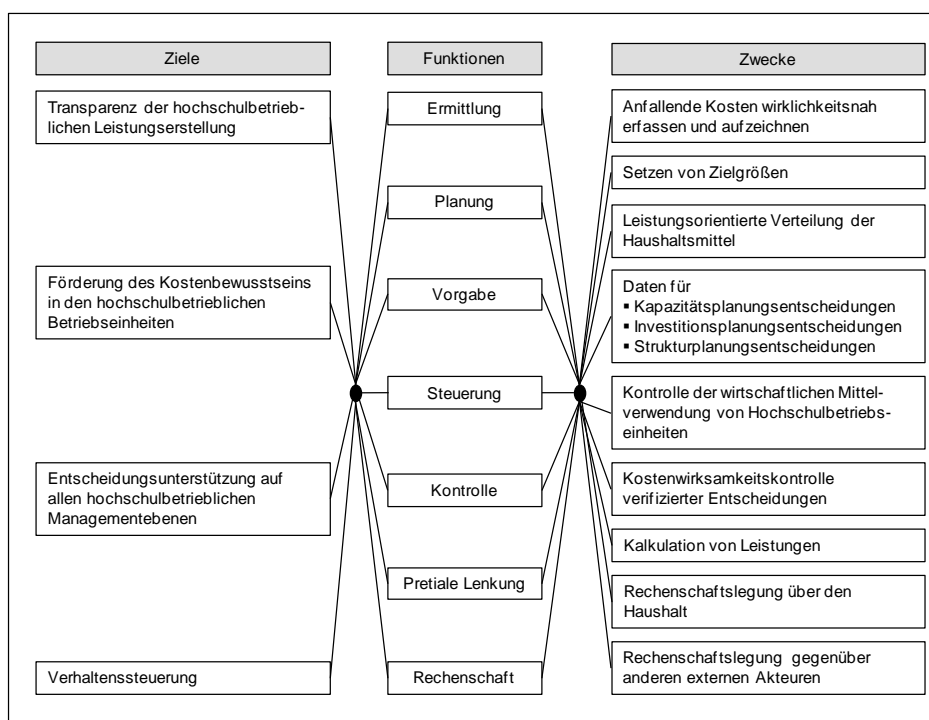 Ziele
Transparenz der hochschulbetrieb-
lichen Leistungserstellung
Förderung des Kostenbewusstseins
in den hochschulbetrieblichen
Betriebseinheiten
Entscheidungsunterstützung auf
allen hochschulbetrieblichen
Managementebenen
Verhaltenssteuerung
Funktionen
Ermittlung
Planung
Vorgabe
Steuerung
Kontrolle
Pretiale Lenkung
Rechenschaft
Zwecke
Anfallende Kosten wirklichkeitsnah
erfassen und aufzeichnen
Setzen von Zielgrößen
Leistungsorientierte Verteilung der
Haushaltsmittel
Daten für
▪ Kapazitätsplanungsentscheidungen
▪ Investitionsplanungsentscheidungen
▪ Strukturplanungsentscheidungen
Kontrolle der wirtschaftlichen Mittel-
verwendung von Hochschulbetriebs-
einheiten
Kostenwirksamkeitskontrolle
verifizierter Entscheidungen
Kalkulation von Leistungen
Rechenschaftslegung über den
Haushalt
Rechenschaftslegung gegenüber
anderen externen Akteuren